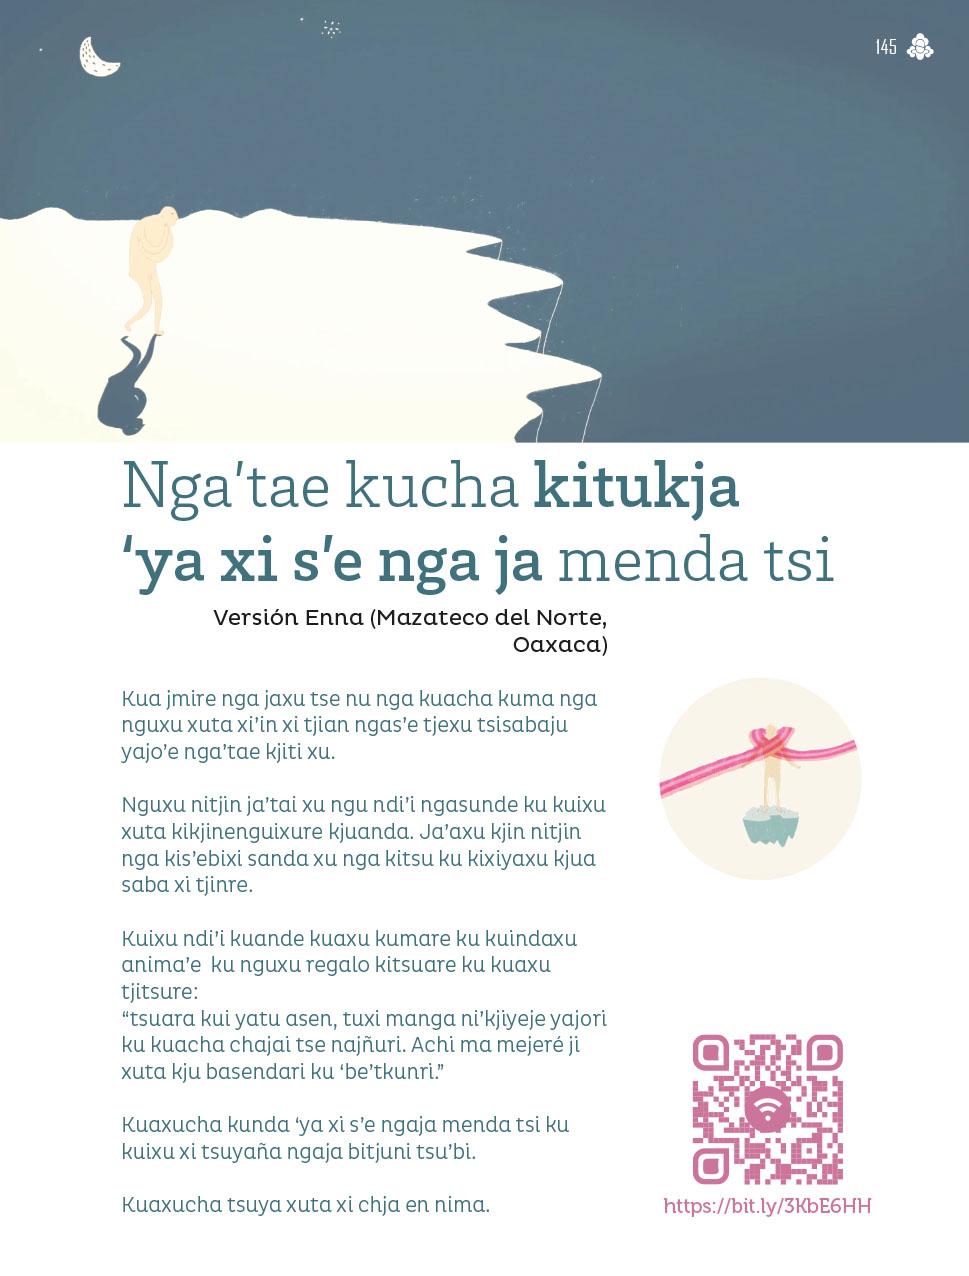 145
Nga'tae kucha kitukja
‘ya xi s'e nga ja menda tsi
Versión Enna (Mazateco del Norte,
Oaxaca)
Kua jmire nga jaxu tse nu nga kuacha kuma nga
nguxu xuta xi’in xi tjian ngas’e tjexu tsisabaju
yajo’e nga’tae kjiti xu.
Nguxu nitjin ja’tai xu ngu ndi’i ngasunde ku kuixu
xuta kikjinenguixure kjuanda. Ja’axu kjin nitjin
nga kis’ebixi sanda xu nga kitsu ku kixiyaxu kjua
saba xi tjinre.
Kuixu ndi’i kuande kuaxu kumare ku kuindaxu
anima’e  ku nguxu regalo kitsuare ku kuaxu
tjitsure:
“tsuara kui yatu asen, tuxi manga ni’kjiyeje yajori
ku kuacha chajai tse najñuri. Achi ma mejeré ji
xuta kju basendari ku ‘be’tkunri.”
Kuaxucha kunda ‘ya xi s’e ngaja menda tsi ku
kuixu xi tsuyaña ngaja bitjuni tsu’bi.
Kuaxucha tsuya xuta xi chja en nima.
https://bit.ly/3KbE6HH